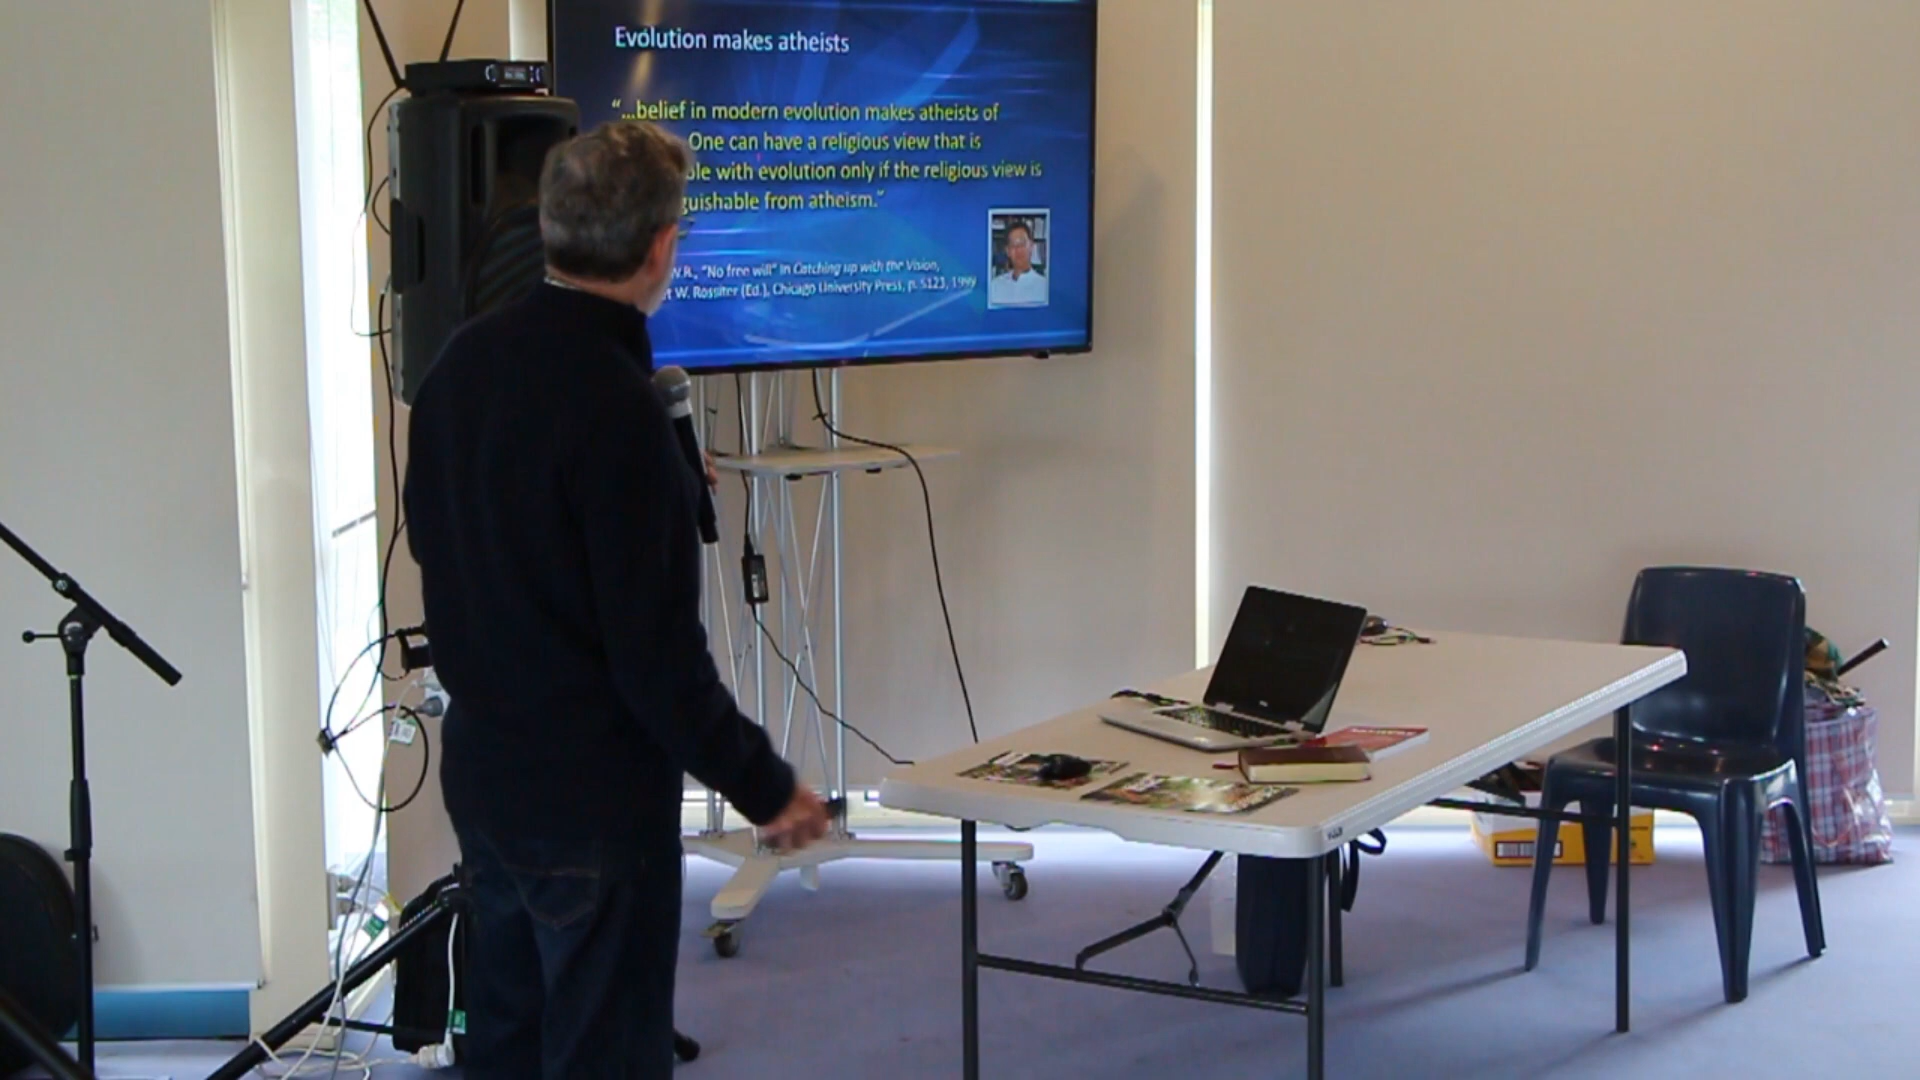 Evolution makes atheists
“...belief in modern evolution makes atheists of
One can have a religious view that is
ble with evolution only if the religious view is
guishable from atheism.”
W.R., “No free will” in Catching up with the Vision,
et W. Rossiter (Ed.), Chicago University Press, p. S123, 1999